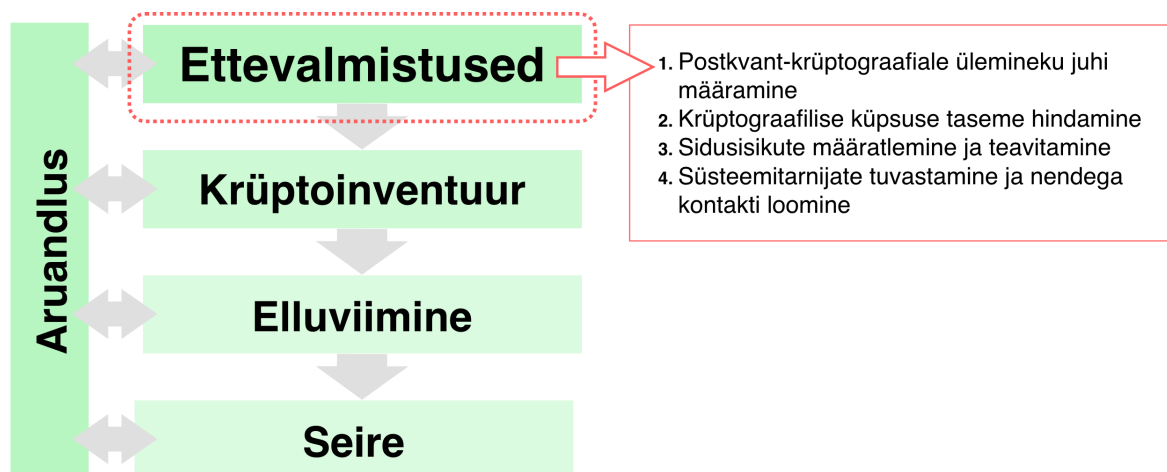 Aruandlus
Ettevalmistused
Krüptoinventuur
Elluviimine
Seire
1. Postkvant-krüptograafiale ülemineku juhi
määramine
2. Krüptograafilise küpsuse taseme hindamine
3. Sidusisikute määratlemine ja teavitamine
4. Süsteemitarnijate tuvastamine ja nendega
kontakti loomine